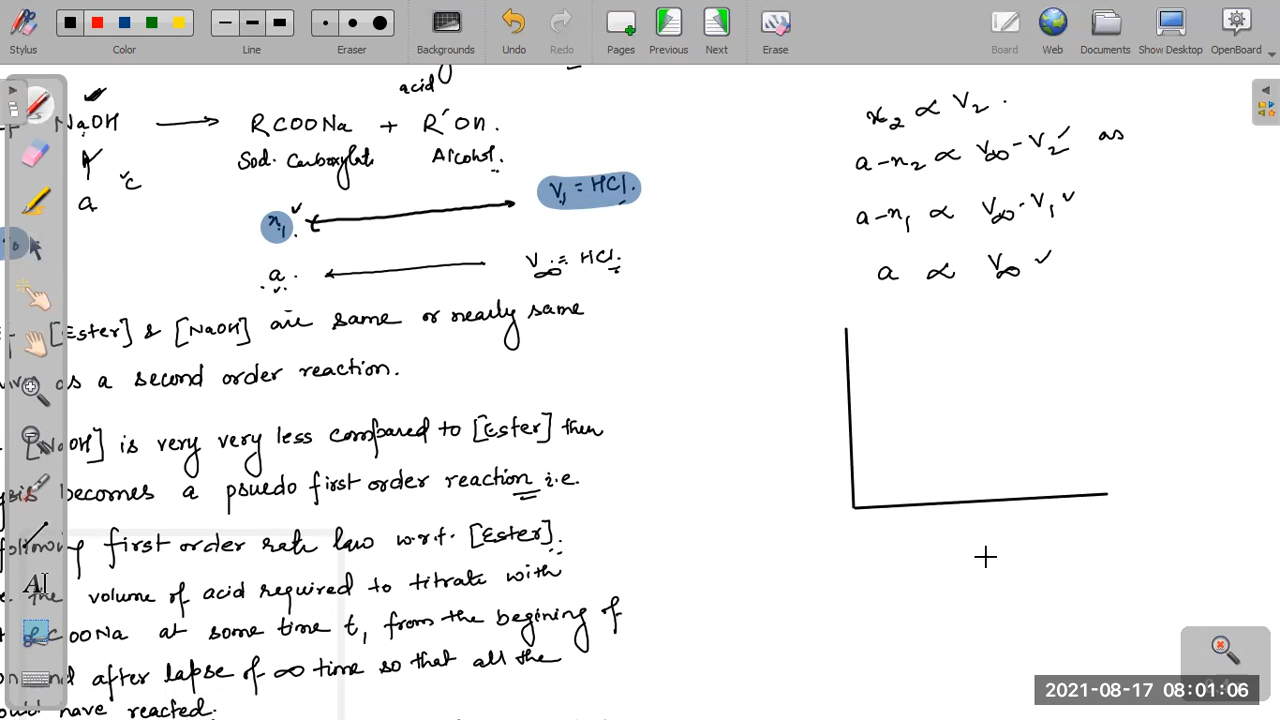 Stylus Color Line Eraser Backgrounds Undo Redo Pages Previous Next Erase Board Web Documents Show Desktop OpenBoard
acid
NaOH ⟶ RCOONa + R'OH.
Sod. Carboxylate Alcohol.
a
x₁ V₁ = HCl.
a. V∞ = HCl.
[Ester] & [NaOH] are same or nearly same
as a second order reaction.
OH] is very very less compared to [Ester] then
becomes a psuedo first order reaction i.e.
following first order rate law w.r.t. [Ester].
the volume of acid required to titrate with
COONa at some time t, from the begining of
and after lapse of ∞ time so that all the
have reacted.
x₂ ∝ V₂.
a-x₂ ∝ V∞-V₂ as
a-x₁ ∝ V∞-V₁
a ∝ V∞
2021-08-17 08:01:06